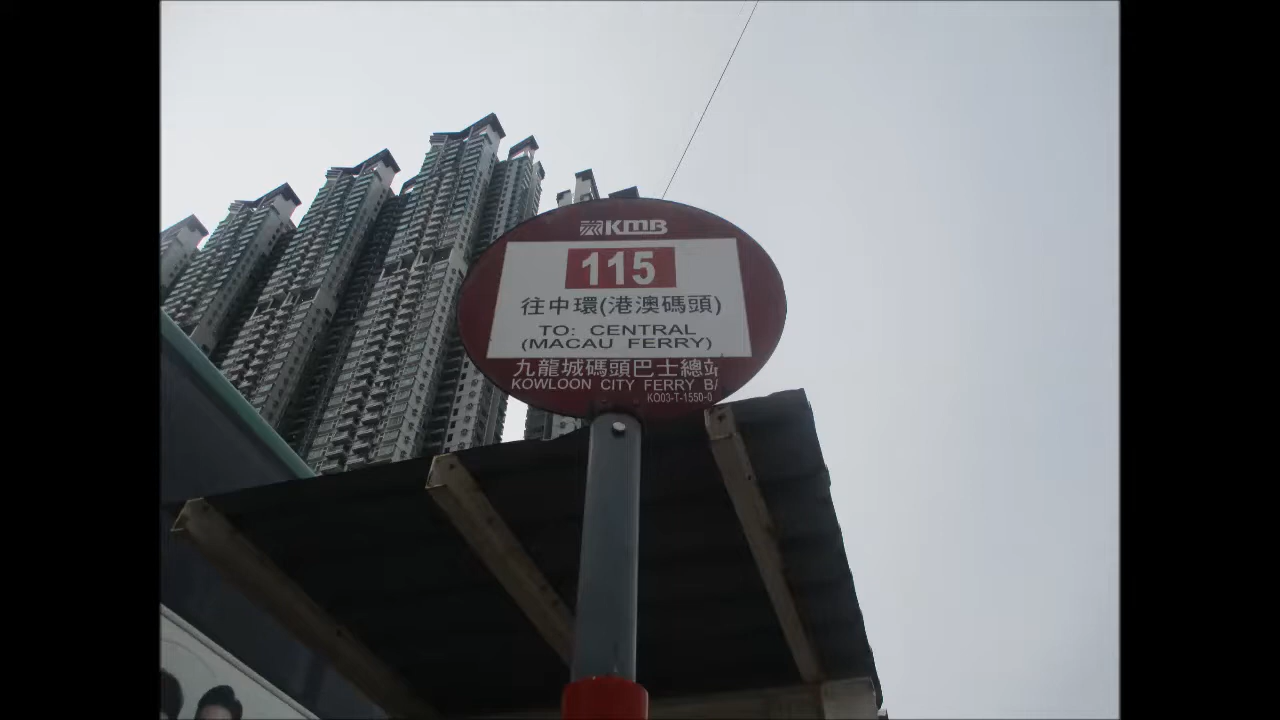 KMB
115
往中環(港澳碼頭)
TO: CENTRAL
(MACAU FERRY)
九龍城碼頭巴士總站
KOWLOON CITY FERRY B/
KO03-T-1550-0